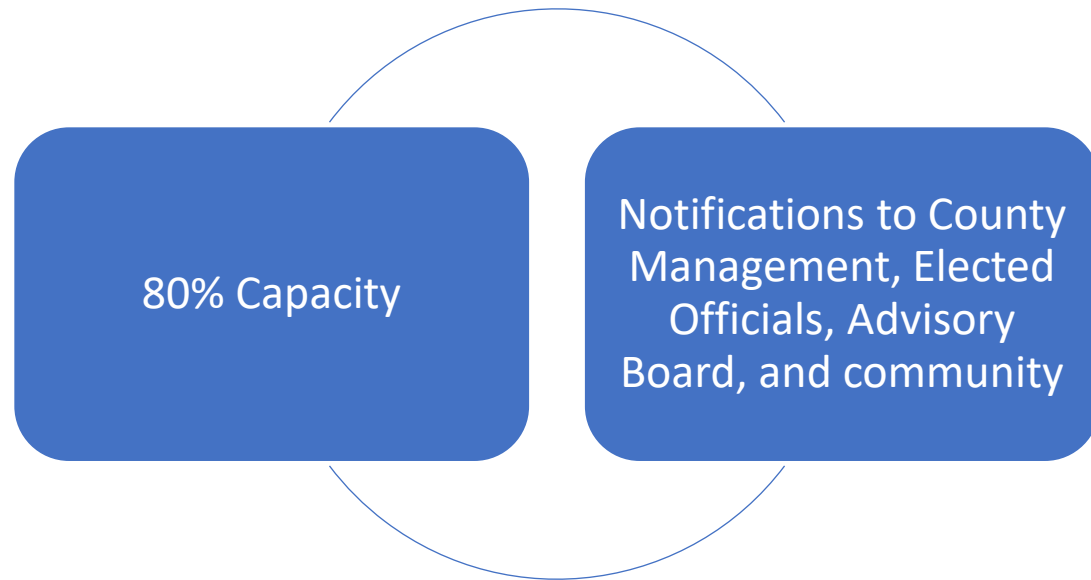 80% Capacity
Notifications to County
Management, Elected
Officials, Advisory
Board, and community